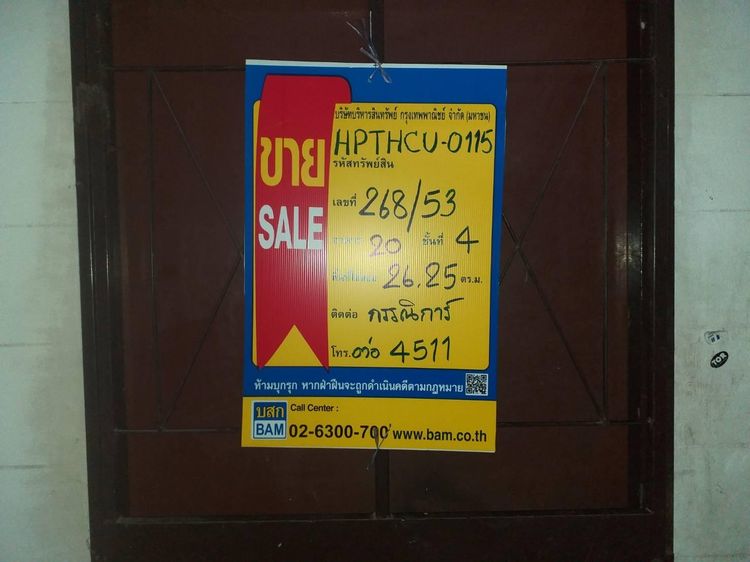 บริษัทบริหารสินทรัพย์ กรุงเทพพาณิชย์ จำกัด (มหาชน)
ขาย
SALE
HPTHCU-0115
รหัสทรัพย์สิน
เลขที่ 268/53
อาคาร 20 ชั้นที่ 4
26.25 ตร.ม.
ติดต่อ กรรณิการ์
โทร. ต่อ 4511
ห้ามบุกรุก หากฝ่าฝืนจะถูกดำเนินคดีตามกฎหมาย
บสก
BAM
Call Center :
02-6300-700 www.bam.co.th
TOR